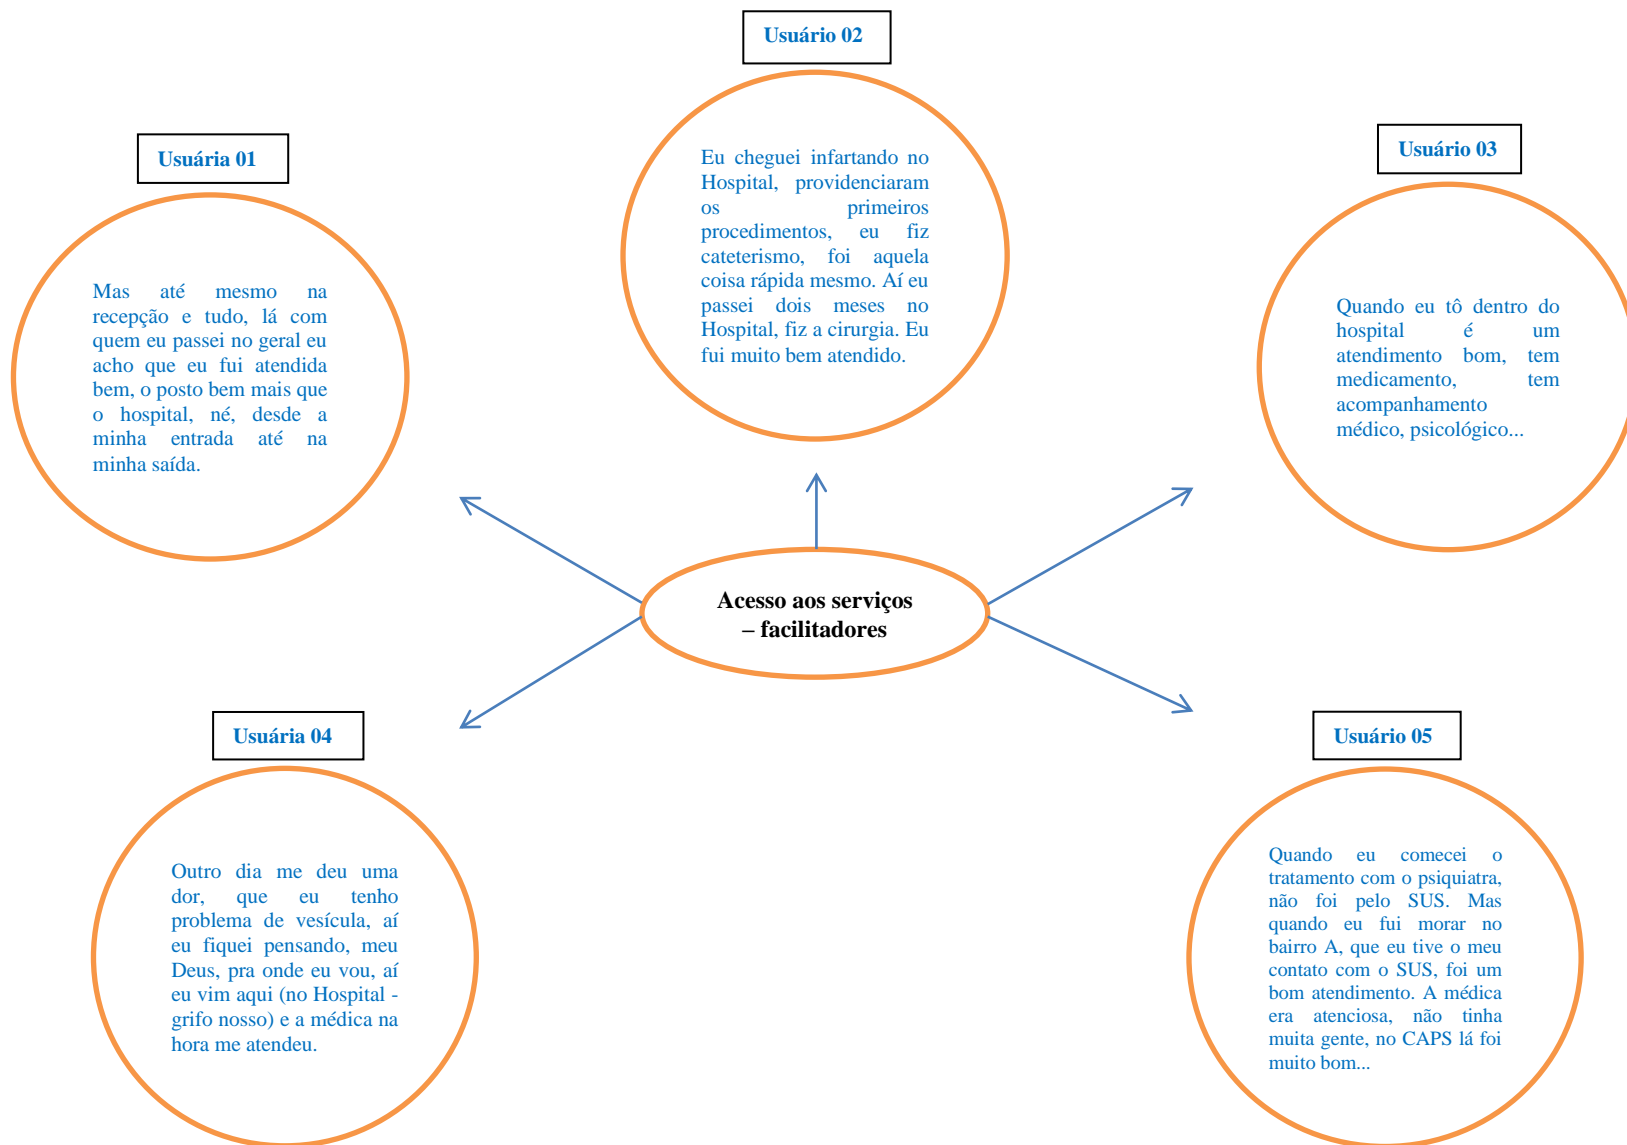 Usuário 02
Eu cheguei infartando no
Hospital, providenciaram
os primeiros
procedimentos, eu fiz
cateterismo, foi aquela
coisa rápida mesmo. Aí eu
passei dois meses no
Hospital, fiz a cirurgia. Eu
fui muito bem atendido.
Usuária 01
Mas até mesmo na
recepção e tudo, lá com
quem eu passei no geral eu
acho que eu fui atendida
bem, o posto bem mais que
o hospital, né, desde a
minha entrada até na
minha saída.
Usuário 03
Quando eu tô dentro do
hospital é um
atendimento bom, tem
medicamento, tem
acompanhamento
médico, psicológico...
Acesso aos serviços
– facilitadores
Usuária 04
Outro dia me deu uma
dor, que eu tenho
problema de vesícula, aí
eu fiquei pensando, meu
Deus, pra onde eu vou, aí
eu vim aqui (no Hospital -
grifo nosso) e a médica na
hora me atendeu.
Usuário 05
Quando eu comecei o
tratamento com o psiquiatra,
não foi pelo SUS. Mas
quando eu fui morar no
bairro A, que eu tive o meu
contato com o SUS, foi um
bom atendimento. A médica
era atenciosa, não tinha
muita gente, no CAPS lá foi
muito bom...